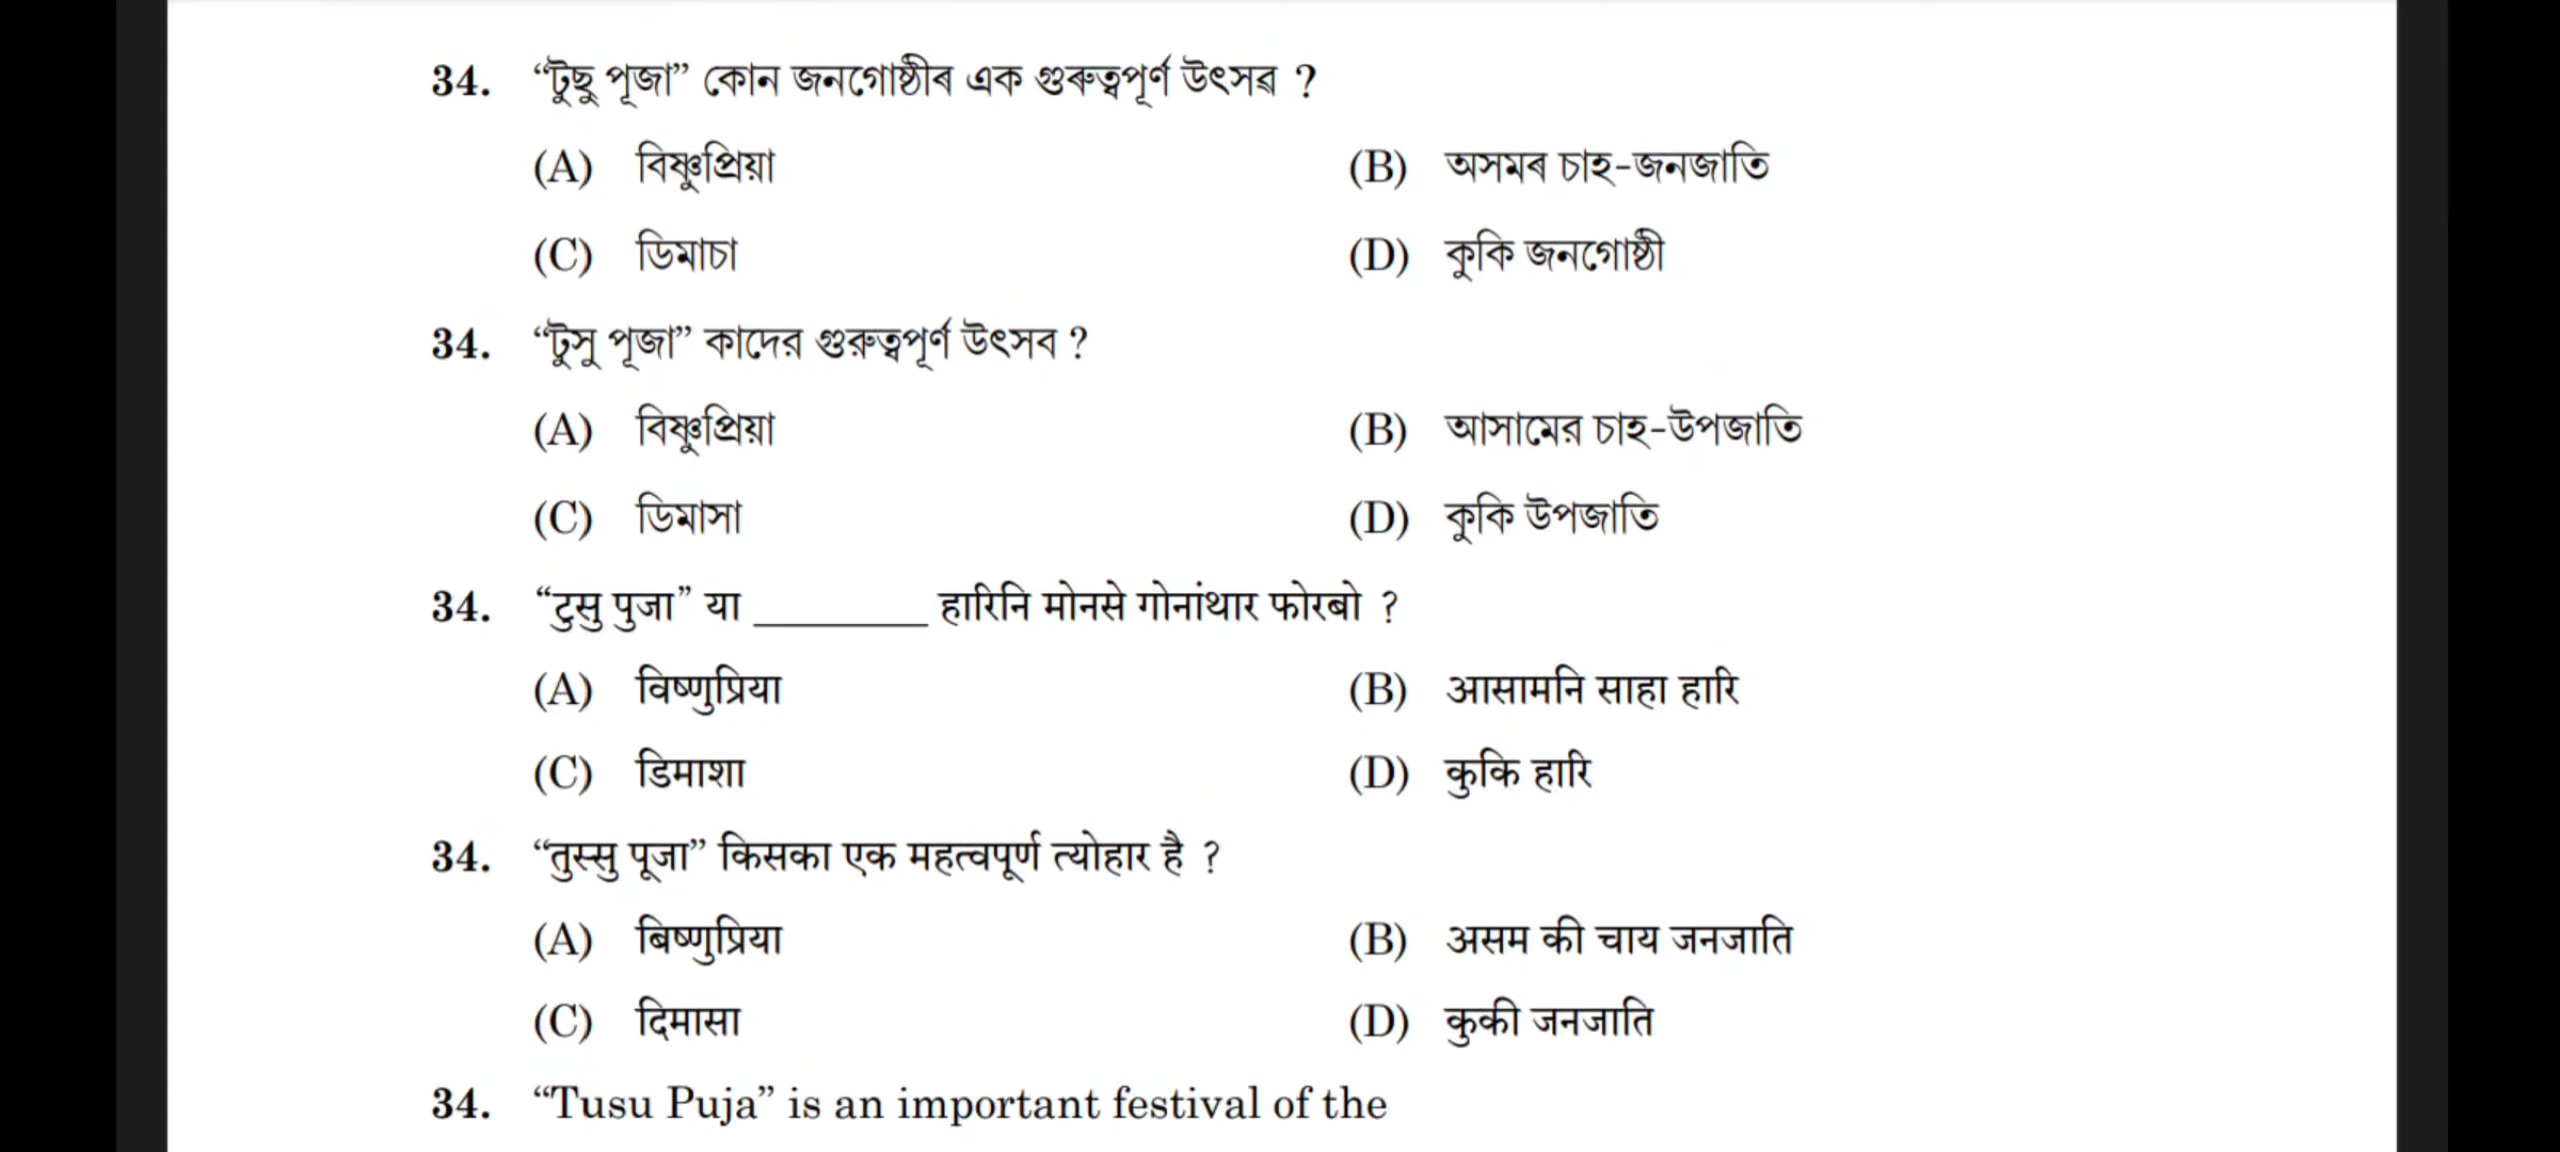 34. “টুছু পূজা” কোন জনগোষ্ঠীৰ এক গুৰুত্বপূৰ্ণ উৎসৱ ?
(A) বিষ্ণুপ্ৰিয়া (B) অসমৰ চাহ-জনজাতি
(C) ডিমাচা (D) কুকি জনগোষ্ঠী
34. “টুসু পূজা” কাদের গুরুত্বপূর্ণ উৎসব ?
(A) বিষ্ণুপ্রিয়া (B) আসামের চাহ-উপজাতি
(C) ডিমাসা (D) কুকি উপজাতি
34. “टुसु पुजा” या ________ हारिनि मोनसे गोनांथार फोरबो ?
(A) विष्णुप्रिया (B) आसामनि साहा हारि
(C) डिमाशा (D) कुकि हारि
34. “तुस्सु पूजा” किसका एक महत्वपूर्ण त्योहार है ?
(A) बिष्णुप्रिया (B) असम की चाय जनजाति
(C) दिमासा (D) कुकी जनजाति
34. “Tusu Puja” is an important festival of the